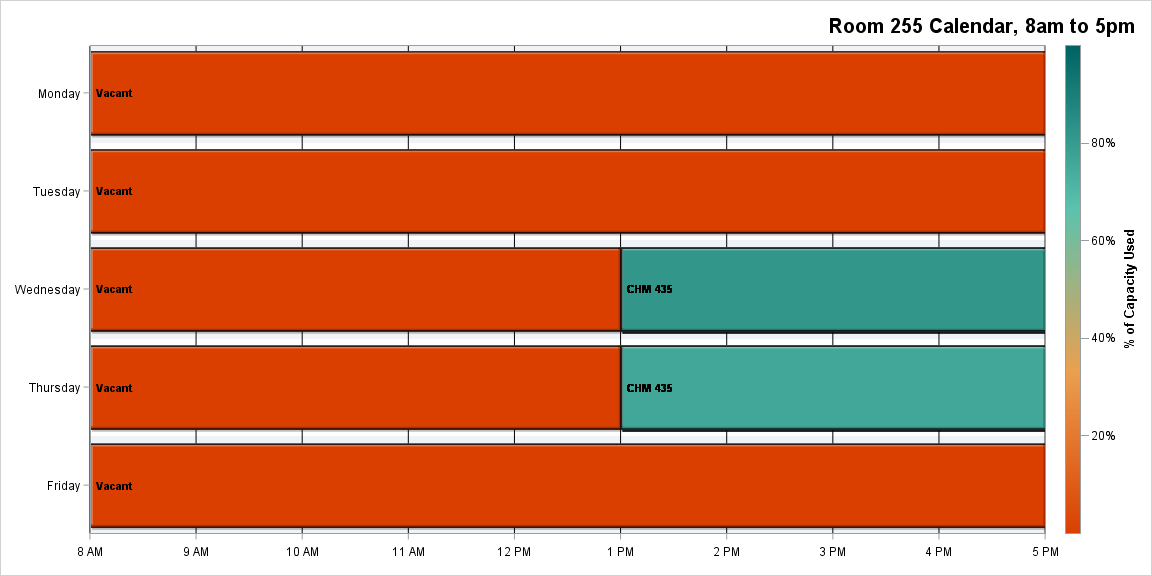 Room 255 Calendar, 8am to 5pm
Monday
Vacant
Tuesday
Vacant
Wednesday
Vacant
CHM 435
Thursday
Vacant
CHM 435
Friday
Vacant
8 AM
9 AM
10 AM
11 AM
12 PM
1 PM
2 PM
3 PM
4 PM
5 PM
80%
60%
40%
20%
% of Capacity Used